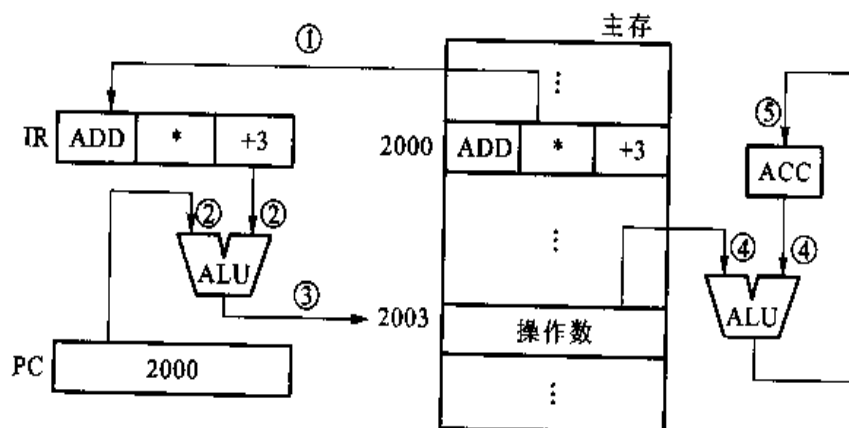 主存
①
⋮
⑤
IR ADD * +3
2000 ADD * +3
ACC
② ②
⋮
④ ④
ALU
③
2003 操作数
ALU
PC 2000
⋮